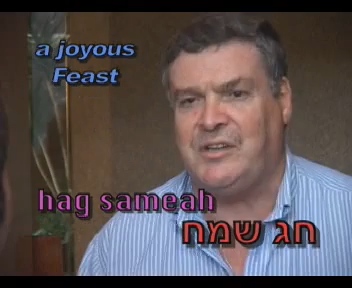 a joyous
Feast
hag sameah
חג שמח